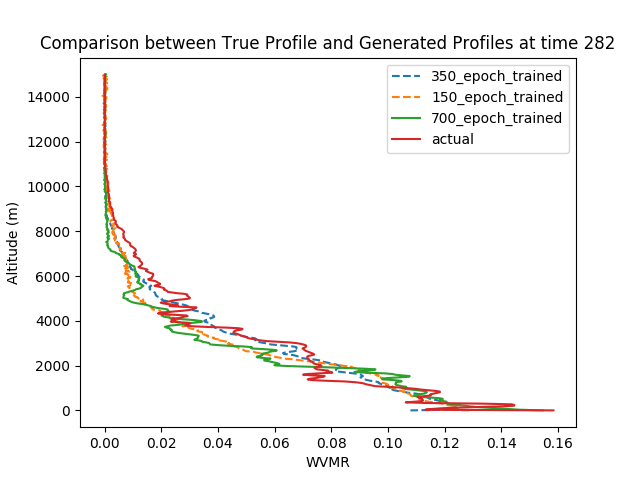 Comparison between True Profile and Generated Profiles at time 282
350_epoch_trained
150_epoch_trained
700_epoch_trained
actual
Altitude (m)
14000
12000
10000
8000
6000
4000
2000
0
0.00 0.02 0.04 0.06 0.08 0.10 0.12 0.14 0.16
WVMR